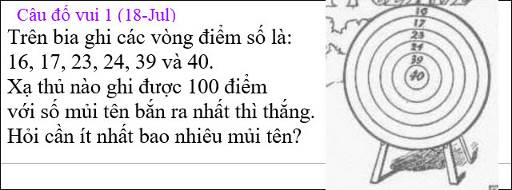 Câu đố vui 1 (18-Jul)
Trên bia ghi các vòng điểm số là:
16, 17, 23, 24, 39 và 40.
Xạ thủ nào ghi được 100 điểm
với số mủi tên bắn ra nhất thì thắng.
Hỏi cần ít nhất bao nhiêu mủi tên?
16
17
23
24
39
40